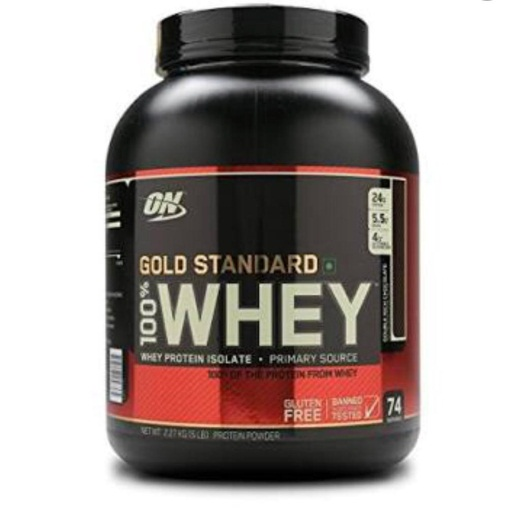 ON
24g
5.5g
4g
GOLD STANDARD
100% WHEY
DOUBLE RICH CHOCOLATE
WHEY PROTEIN ISOLATE • PRIMARY SOURCE
100% OF THE PROTEIN FROM WHEY
GLUTEN FREE
BANNED
TESTED
74
NET WT. 2.27 KG (5 LB) PROTEIN POWDER